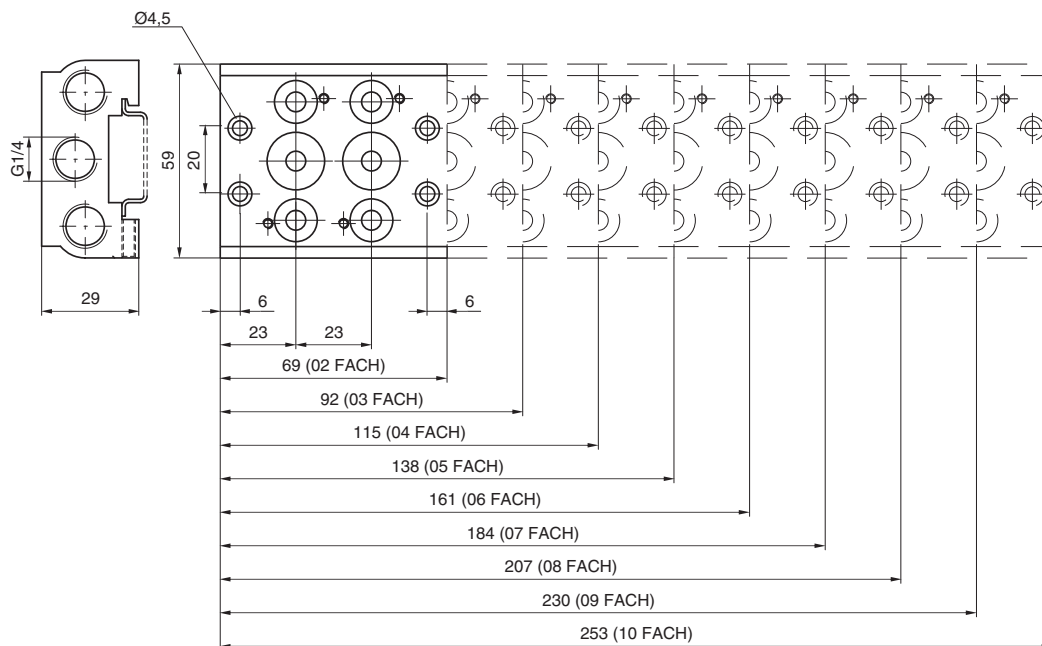 Ø4,5
G1/4
59
20
29
6
6
23
23
69 (02 FACH)
92 (03 FACH)
115 (04 FACH)
138 (05 FACH)
161 (06 FACH)
184 (07 FACH)
207 (08 FACH)
230 (09 FACH)
253 (10 FACH)